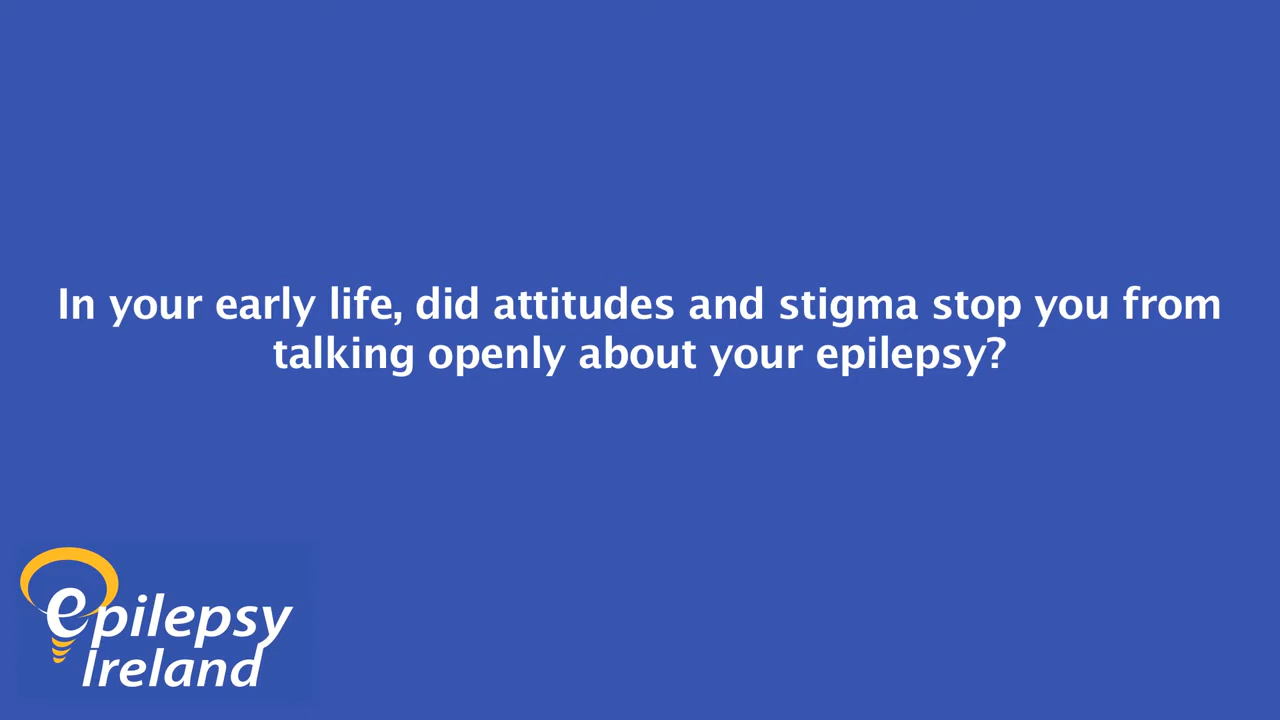 In your early life, did attitudes and stigma stop you from
talking openly about your epilepsy?
epilepsy
Ireland